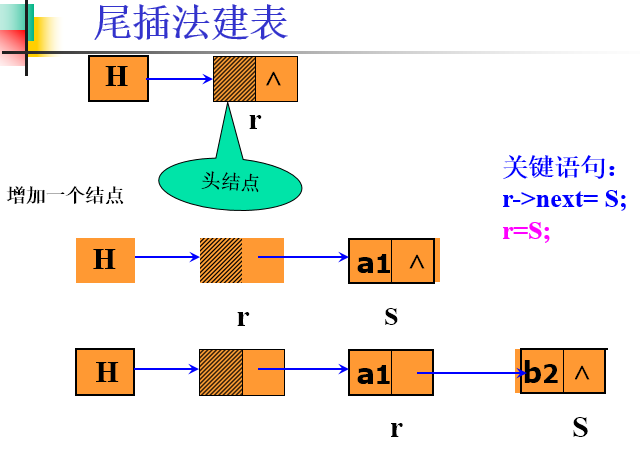 尾插法建表
H ∧
r
头结点
关键语句：
r->next= S;
r=S;
增加一个结点
H a1 ∧
r S
H a1 b2 ∧
r S